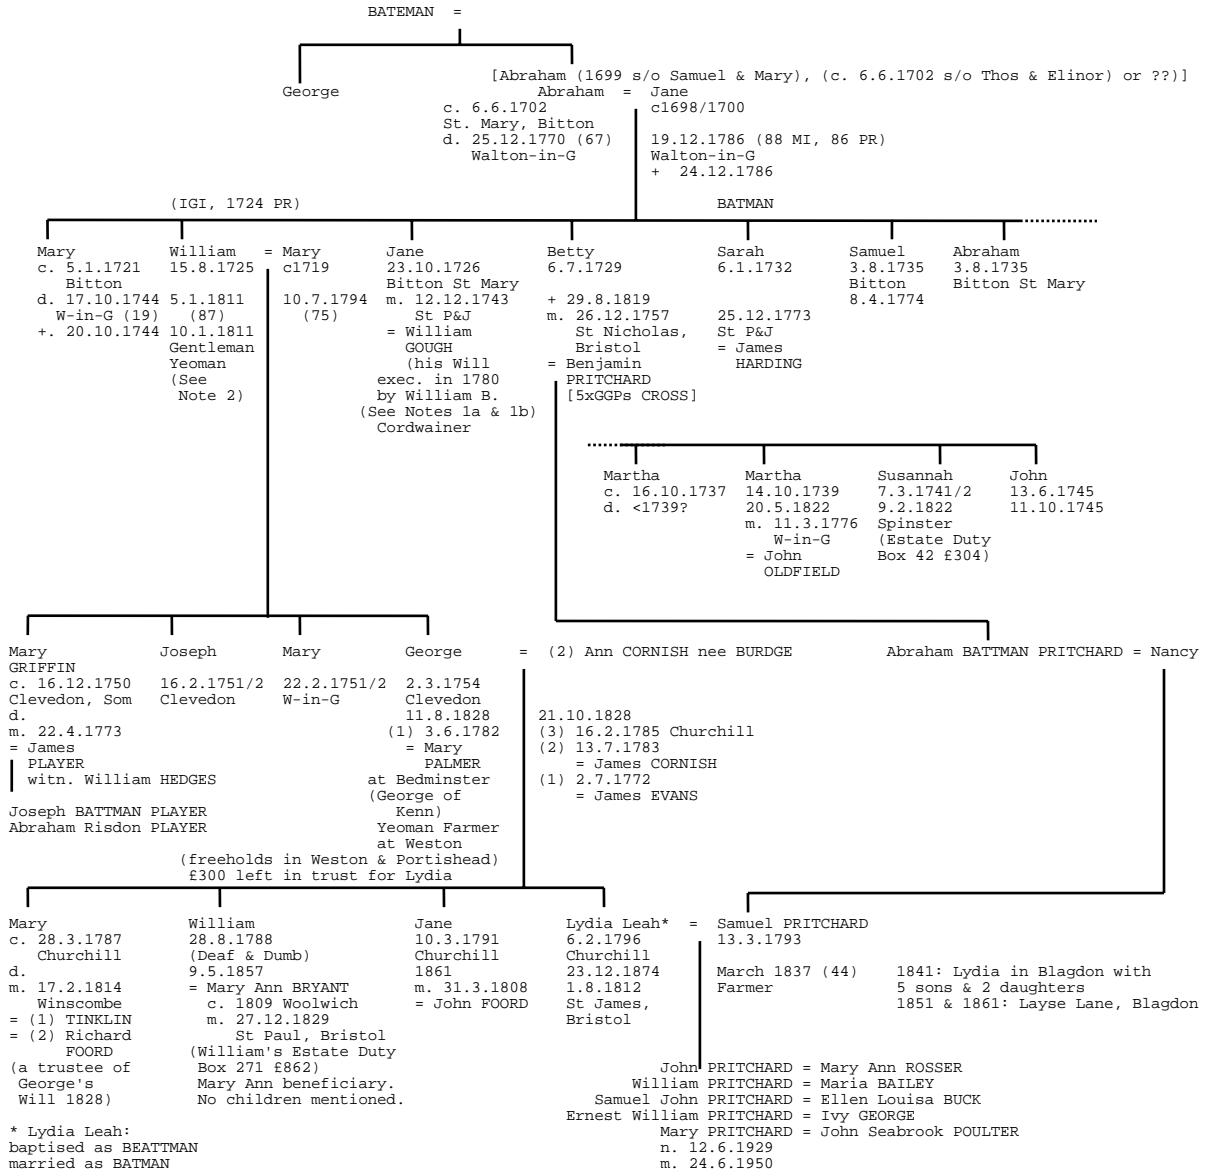 BATEMAN =
[Abraham (1699 s/o Samuel & Mary), (c. 6.6.1702 s/o Thos & Elinor) or ??)]
George Abraham = Jane
c. 6.6.1702 c1698/1700
St. Mary, Bitton
d. 25.12.1770 (67) 19.12.1786 (88 MI, 86 PR)
Walton-in-G Walton-in-G
+ 24.12.1786
(IGI, 1724 PR) BATMAN
Mary William = Mary Jane Betty Sarah Samuel Abraham
c. 5.1.1721 15.8.1725 c1719 23.10.1726 6.7.1729 6.1.1732 3.8.1735 3.8.1735
Bitton Bitton St Mary Bitton Bitton St Mary
d. 17.10.1744 5.1.1811 10.7.1794 m. 12.12.1743 + 29.8.1819 8.4.1774
W-in-G (19) (87) (75) St P&J m. 26.12.1757 25.12.1773
+. 20.10.1744 10.1.1811 = William St Nicholas, St P&J
Gentleman GOUGH Bristol = James
Yeoman (his Will = Benjamin HARDING
(See exec. in 1780 PRITCHARD
Note 2) by William B. [5xGGPs CROSS]
(See Notes 1a & 1b)
Cordwainer
Martha Martha Susannah John
c. 16.10.1737 14.10.1739 7.3.1741/2 13.6.1745
d. <1739? 20.5.1822 9.2.1822 11.10.1745
m. 11.3.1776 Spinster
W-in-G (Estate Duty
= John Box 42 £304)
OLDFIELD
Mary Joseph Mary George = (2) Ann CORNISH nee BURDGE Abraham BATTMAN PRITCHARD = Nancy
GRIFFIN
c. 16.12.1750 16.2.1751/2 22.2.1751/2 2.3.1754
Clevedon, Som Clevedon W-in-G Clevedon
d. 11.8.1828 21.10.1828
m. 22.4.1773 (1) 3.6.1782 (3) 16.2.1785 Churchill
= James = Mary (2) 13.7.1783
PLAYER PALMER = James CORNISH
witn. William HEDGES at Bedminster (1) 2.7.1772
(George of = James EVANS
Joseph BATTMAN PLAYER Kenn)
Abraham Risdon PLAYER Yeoman Farmer
at Weston
(freeholds in Weston & Portishead)
£300 left in trust for Lydia
Mary William Jane Lydia Leah* = Samuel PRITCHARD
c. 28.3.1787 28.8.1788 10.3.1791 6.2.1796 13.3.1793
Churchill (Deaf & Dumb) Churchill Churchill
d. 9.5.1857 1861 23.12.1874 March 1837 (44) 1841: Lydia in Blagdon with
m. 17.2.1814 = Mary Ann BRYANT m. 31.3.1808 1.8.1812 Farmer 5 sons & 2 daughters
Winscombe c. 1809 Woolwich = John FOORD St James, 1851 & 1861: Layse Lane, Blagdon
= (1) TINKLIN m. 27.12.1829 Bristol
= (2) Richard St Paul, Bristol
FOORD (William's Estate Duty
(a trustee of Box 271 £862) John PRITCHARD = Mary Ann ROSSER
George's Mary Ann beneficiary. William PRITCHARD = Maria BAILEY
Will 1828) No children mentioned. Samuel John PRITCHARD = Ellen Louisa BUCK
Ernest William PRITCHARD = Ivy GEORGE
* Lydia Leah: Mary PRITCHARD = John Seabrook POULTER
baptised as BEATTMAN n. 12.6.1929
married as BATMAN m. 24.6.1950